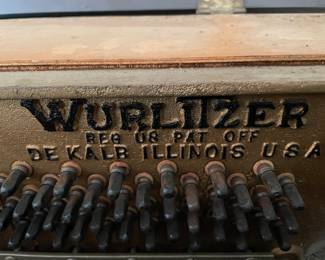 WURLITZER
REG US PAT OFF
DE KALB ILLINOIS USA